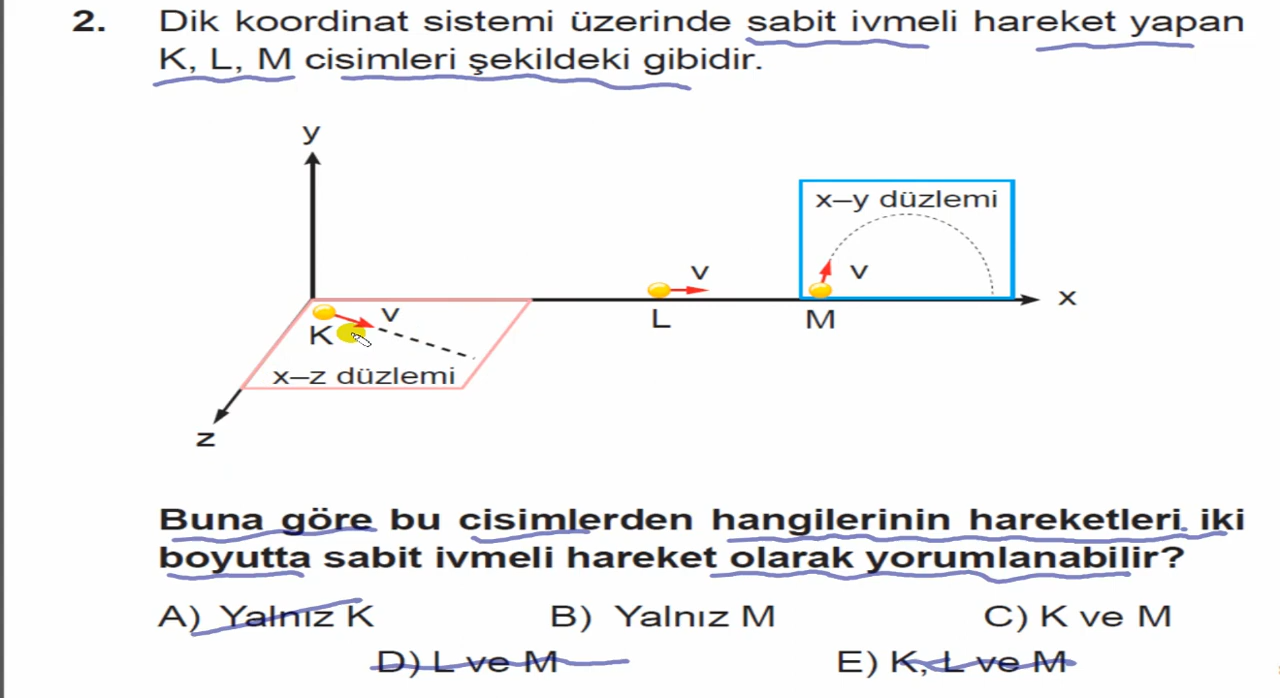 2. Dik koordinat sistemi üzerinde sabit ivmeli hareket yapan
K, L, M cisimleri şekildeki gibidir.
y
x–y düzlemi
v
v
x
v
K
L
M
x–z düzlemi
z
Buna göre bu cisimlerden hangilerinin hareketleri iki
boyutta sabit ivmeli hareket olarak yorumlanabilir?
A) Yalnız K B) Yalnız M C) K ve M
D) L ve M E) K, L ve M